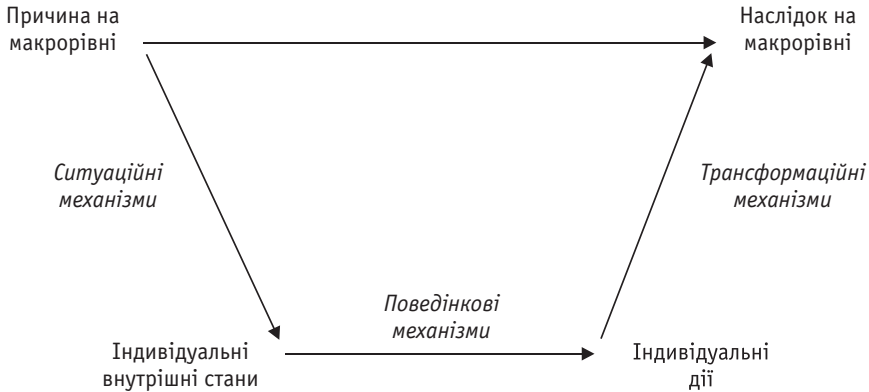 Причина на
макрорівні
Наслідок на
макрорівні
Ситуаційні
механізми
Трансформаційні
механізми
Поведінкові
механізми
Індивідуальні
внутрішні стани
Індивідуальні
дії